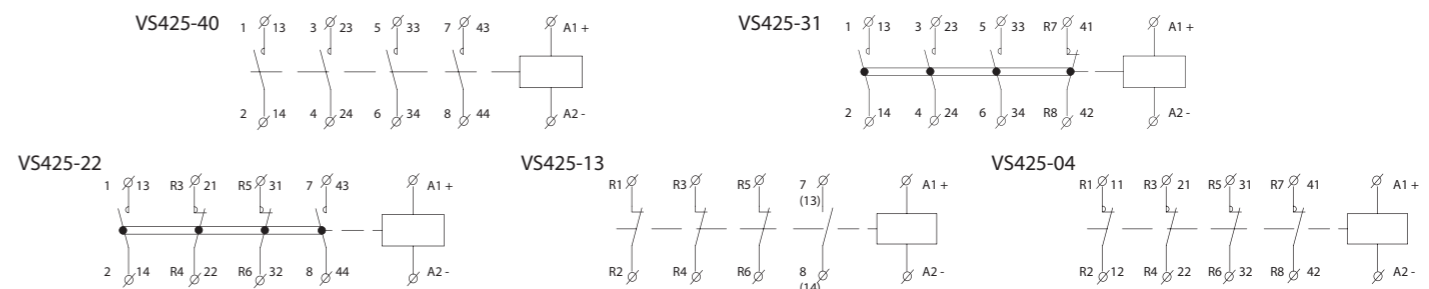 VS425-40
1 13 3 23 5 33 7 43 A1 +
2 14 4 24 6 34 8 44 A2 -
VS425-31
1 13 3 23 5 33 R7 41 A1 +
2 14 4 24 6 34 R8 42 A2 -
VS425-22
1 13 R3 21 R5 31 7 43 A1 +
2 14 R4 22 R6 32 8 44 A2 -
VS425-13
R1 R3 R5 7 A1 +
(13)
R2 R4 R6 8 A2 -
(14)
VS425-04
R1 11 R3 21 R5 31 R7 41 A1 +
R2 12 R4 22 R6 32 R8 42 A2 -